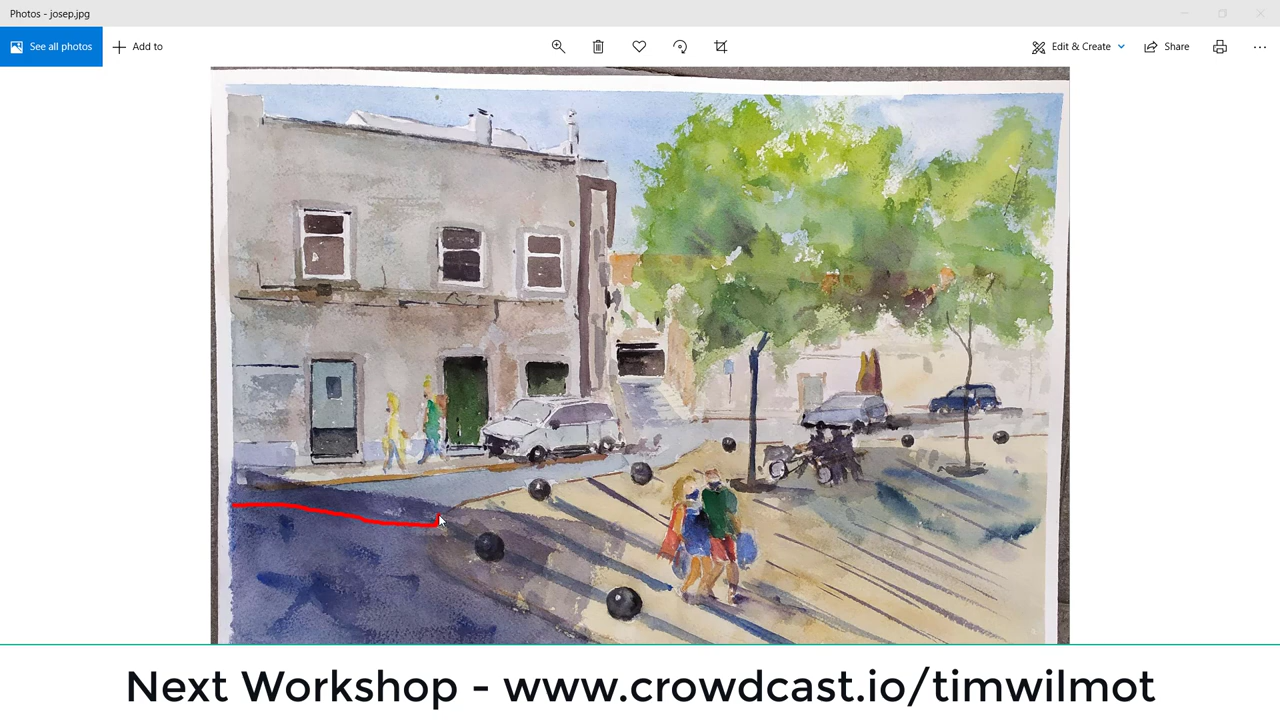 Photos - josep.jpg
See all photos
Add to
Edit & Create
Share
Next Workshop - www.crowdcast.io/timwilmot